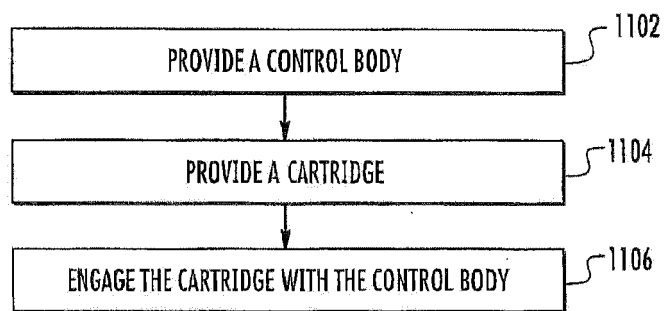 1102
PROVIDE A CONTROL BODY
1104
PROVIDE A CARTRIDGE
1106
ENGAGE THE CARTRIDGE WITH THE CONTROL BODY